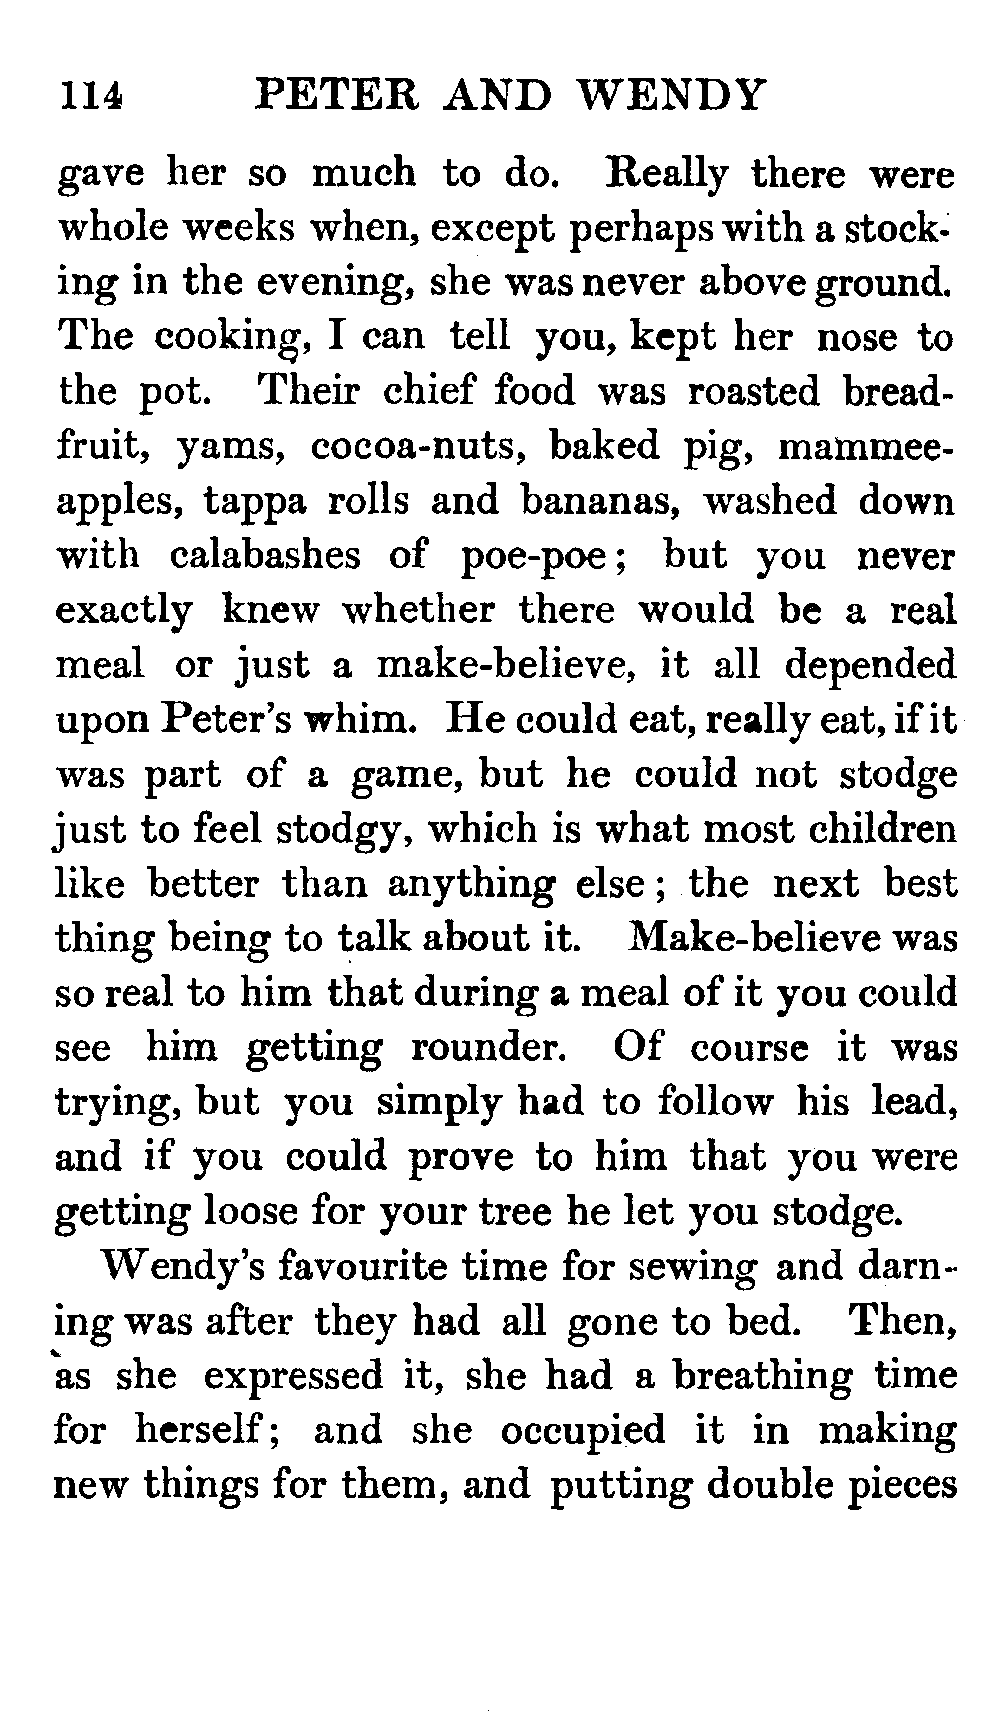 114 PETER AND WENDY
gave her so much to do. Really there were
whole weeks when, except perhaps with a stock-
ing in the evening, she was never above ground.
The cooking, I can tell you, kept her nose to
the pot. Their chief food was roasted bread-
fruit, yams, cocoa-nuts, baked pig, mammee-
apples, tappa rolls and bananas, washed down
with calabashes of poe-poe; but you never
exactly knew whether there would be a real
meal or just a make-believe, it all depended
upon Peter's whim. He could eat, really eat, if it
was part of a game, but he could not stodge
just to feel stodgy, which is what most children
like better than anything else; the next best
thing being to talk about it. Make-believe was
so real to him that during a meal of it you could
see him getting rounder. Of course it was
trying, but you simply had to follow his lead,
and if you could prove to him that you were
getting loose for your tree he let you stodge.
Wendy's favourite time for sewing and darn-
ing was after they had all gone to bed. Then,
as she expressed it, she had a breathing time
for herself; and she occupied it in making
new things for them, and putting double pieces